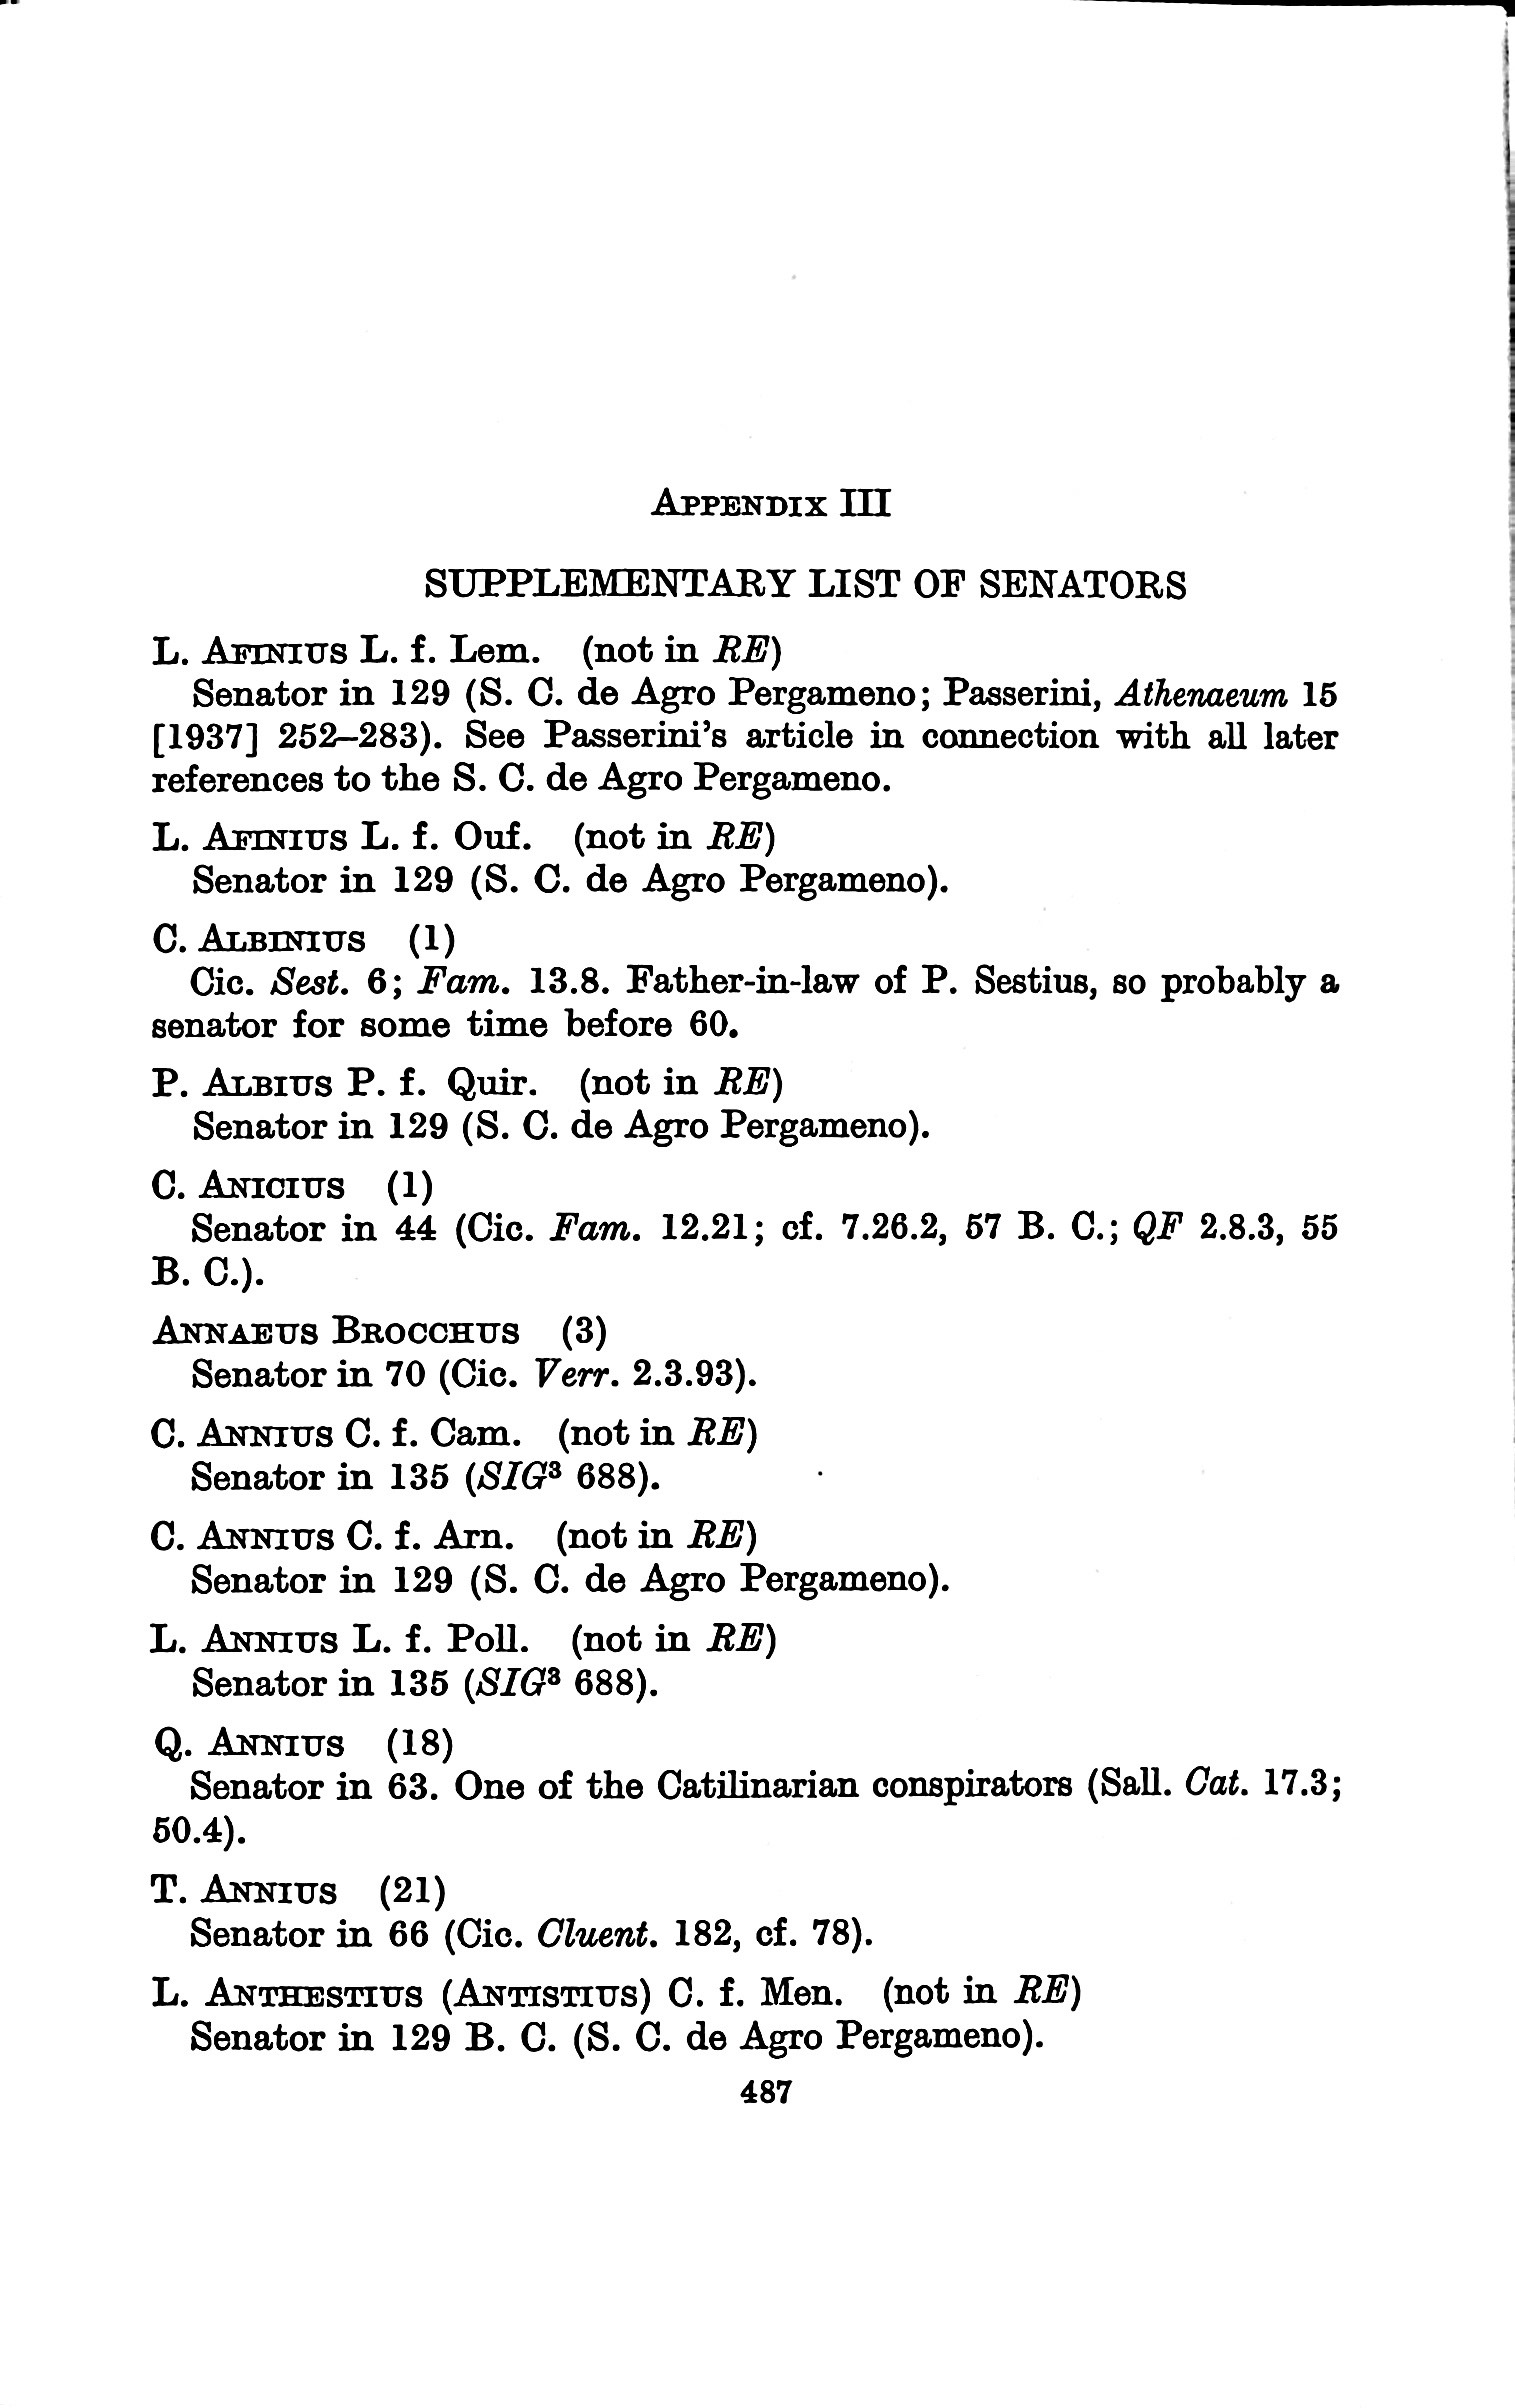 APPENDIX III
SUPPLEMENTARY LIST OF SENATORS
L. AFINIUS L. f. Lem. (not in RE)
Senator in 129 (S. C. de Agro Pergameno; Passerini, Athenaeum 15
[1937] 252–283). See Passerini's article in connection with all later
references to the S. C. de Agro Pergameno.
L. AFINIUS L. f. Ouf. (not in RE)
Senator in 129 (S. C. de Agro Pergameno).
C. ALBINIUS (1)
Cic. Sest. 6; Fam. 13.8. Father-in-law of P. Sestius, so probably a
senator for some time before 60.
P. ALBIUS P. f. Quir. (not in RE)
Senator in 129 (S. C. de Agro Pergameno).
C. ANICIUS (1)
Senator in 44 (Cic. Fam. 12.21; cf. 7.26.2, 57 B. C.; QF 2.8.3, 55
B. C.).
ANNAEUS BROCCHUS (3)
Senator in 70 (Cic. Verr. 2.3.93).
C. ANNIUS C. f. Cam. (not in RE)
Senator in 135 (SIG³ 688).
C. ANNIUS C. f. Arn. (not in RE)
Senator in 129 (S. C. de Agro Pergameno).
L. ANNIUS L. f. Poll. (not in RE)
Senator in 135 (SIG³ 688).
Q. ANNIUS (18)
Senator in 63. One of the Catilinarian conspirators (Sall. Cat. 17.3;
50.4).
T. ANNIUS (21)
Senator in 66 (Cic. Cluent. 182, cf. 78).
L. ANTHESTIUS (ANTISTIUS) C. f. Men. (not in RE)
Senator in 129 B. C. (S. C. de Agro Pergameno).
487